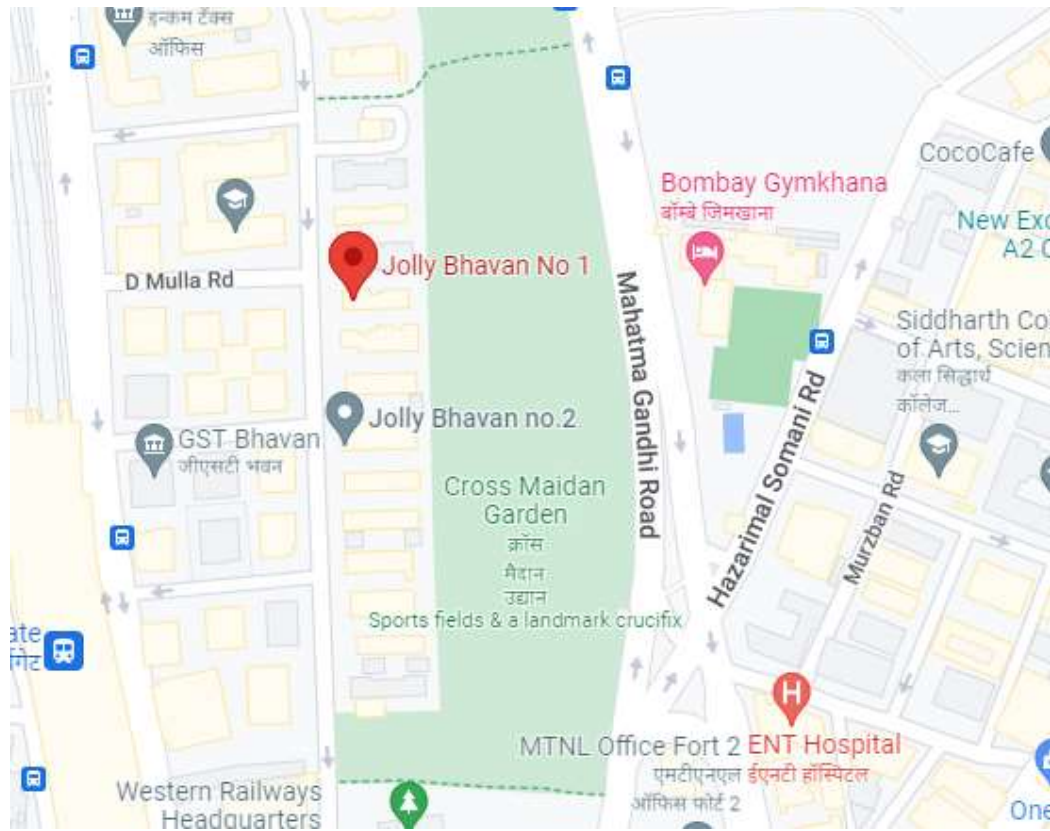 इन्कम टॅक्स
ऑफिस
CocoCafe
Bombay Gymkhana
बॉम्बे जिमखाना
New Exc
A2 C
Jolly Bhavan No 1
D Mulla Rd
Mahatma Gandhi Road
Siddharth Co
of Arts, Scien
कला सिद्धार्थ
कॉलेज...
Jolly Bhavan no.2
GST Bhavan
जीएसटी भवन
Hazarimal Somani Rd
Cross Maidan
Garden
क्रॉस
मैदान
उद्यान
Murzban Rd
Sports fields & a landmark crucifix
ate
र्गेट
H
MTNL Office Fort 2
एमटीएनएल
ऑफिस फोर्ट 2
ENT Hospital
ईएनटी हॉस्पिटल
Western Railways
Headquarters
One